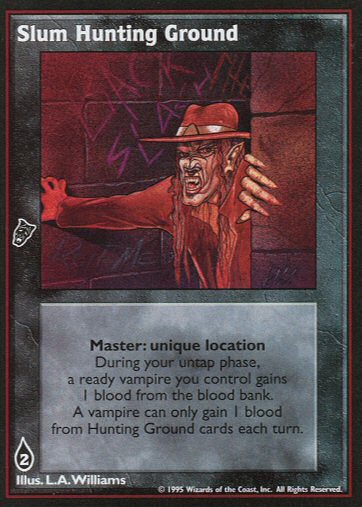 Slum Hunting Ground
Master: unique location
During your untap phase,
a ready vampire you control gains
1 blood from the blood bank.
A vampire can only gain 1 blood
from Hunting Ground cards each turn.
2
Illus. L.A. Williams
© 1995 Wizards of the Coast, Inc. All Rights Reserved.